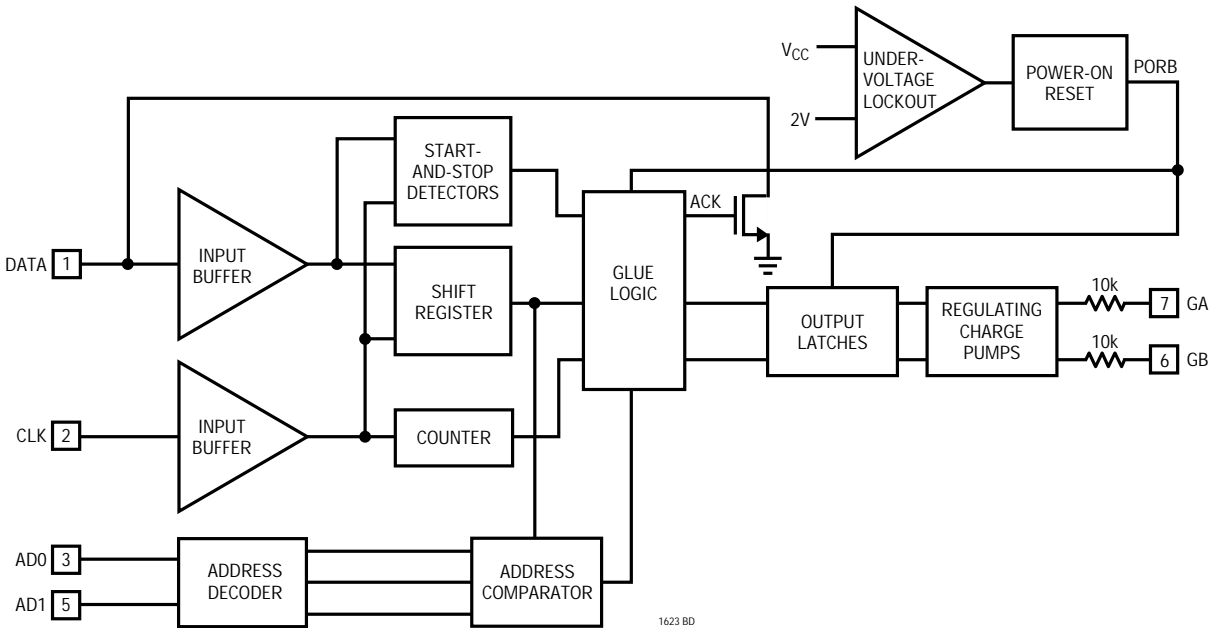 V_CC
2V
UNDER-
VOLTAGE
LOCKOUT
POWER-ON
RESET
PORB
START-
AND-STOP
DETECTORS
DATA 1
INPUT
BUFFER
SHIFT
REGISTER
GLUE
LOGIC
ACK
OUTPUT
LATCHES
REGULATING
CHARGE
PUMPS
10k
7 GA
10k
6 GB
CLK 2
INPUT
BUFFER
COUNTER
AD0 3
AD1 5
ADDRESS
DECODER
ADDRESS
COMPARATOR
1623 BD